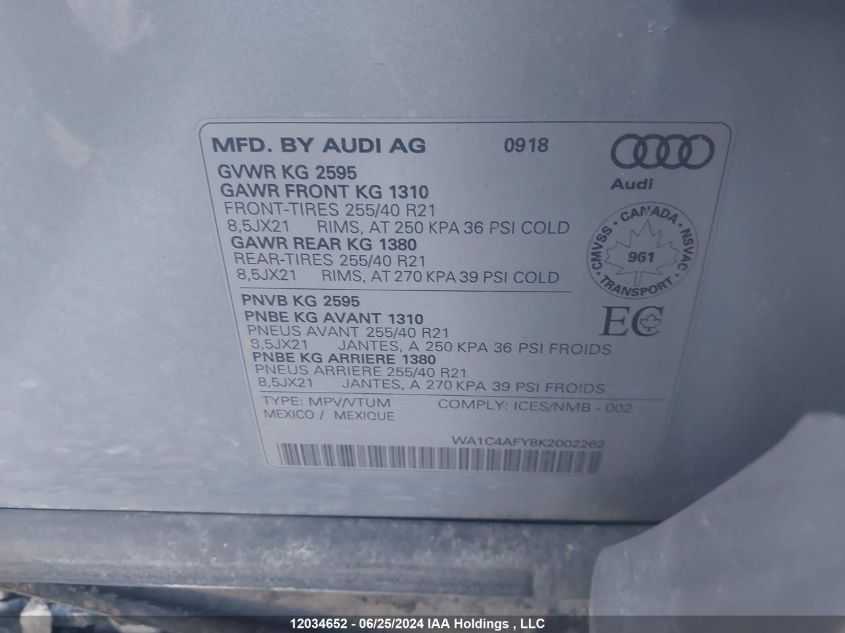 MFD. BY AUDI AG 0918
Audi
GVWR KG 2595
GAWR FRONT KG 1310
FRONT-TIRES 255/40 R21
8,5JX21 RIMS, AT 250 KPA 36 PSI COLD
GAWR REAR KG 1380
REAR-TIRES 255/40 R21
8,5JX21 RIMS, AT 270 KPA 39 PSI COLD
CMVSS - CANADA - NSVAC
961
TRANSPORT
EC
PNVB KG 2595
PNBE KG AVANT 1310
PNEUS AVANT 255/40 R21
8,5JX21 JANTES, A 250 KPA 36 PSI FROIDS
PNBE KG ARRIERE 1380
PNEUS ARRIERE 255/40 R21
8,5JX21 JANTES, A 270 KPA 39 PSI FROIDS
TYPE: MPV/VTUM COMPLY: ICES/NMB - 002
MEXICO / MEXIQUE
WA1C4AFY8K2002262
12034652 - 06/25/2024 IAA Holdings , LLC